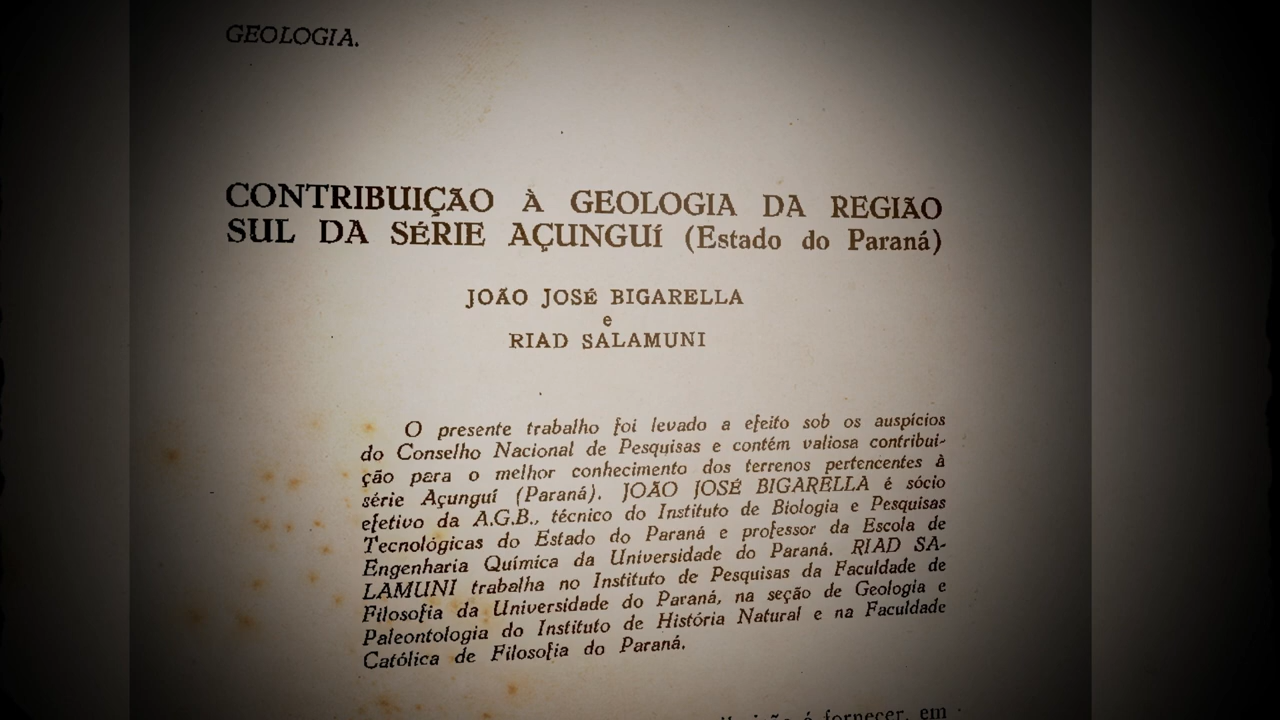 GEOLOGIA.
CONTRIBUIÇÃO À GEOLOGIA DA REGIÃO
SUL DA SÉRIE AÇUNGUÍ (Estado do Paraná)
JOÃO JOSÉ BIGARELLA
e
RIAD SALAMUNI
O presente trabalho foi levado a efeito sob os auspícios
do Conselho Nacional de Pesquisas e contém valiosa contribui-
ção para o melhor conhecimento dos terrenos pertencentes à
série Açunguí (Paraná). JOÃO JOSÉ BIGARELLA é sócio
efetivo da A.G.B., técnico do Instituto de Biologia e Pesquisas
Tecnológicas do Estado do Paraná e professor da Escola de
Engenharia Química da Universidade do Paraná. RIAD SA-
LAMUNI trabalha no Instituto de Pesquisas da Faculdade de
Filosofia da Universidade do Paraná, na seção de Geologia e
Paleontologia do Instituto de História Natural e na Faculdade
Católica de Filosofia do Paraná.
é fornecer, em